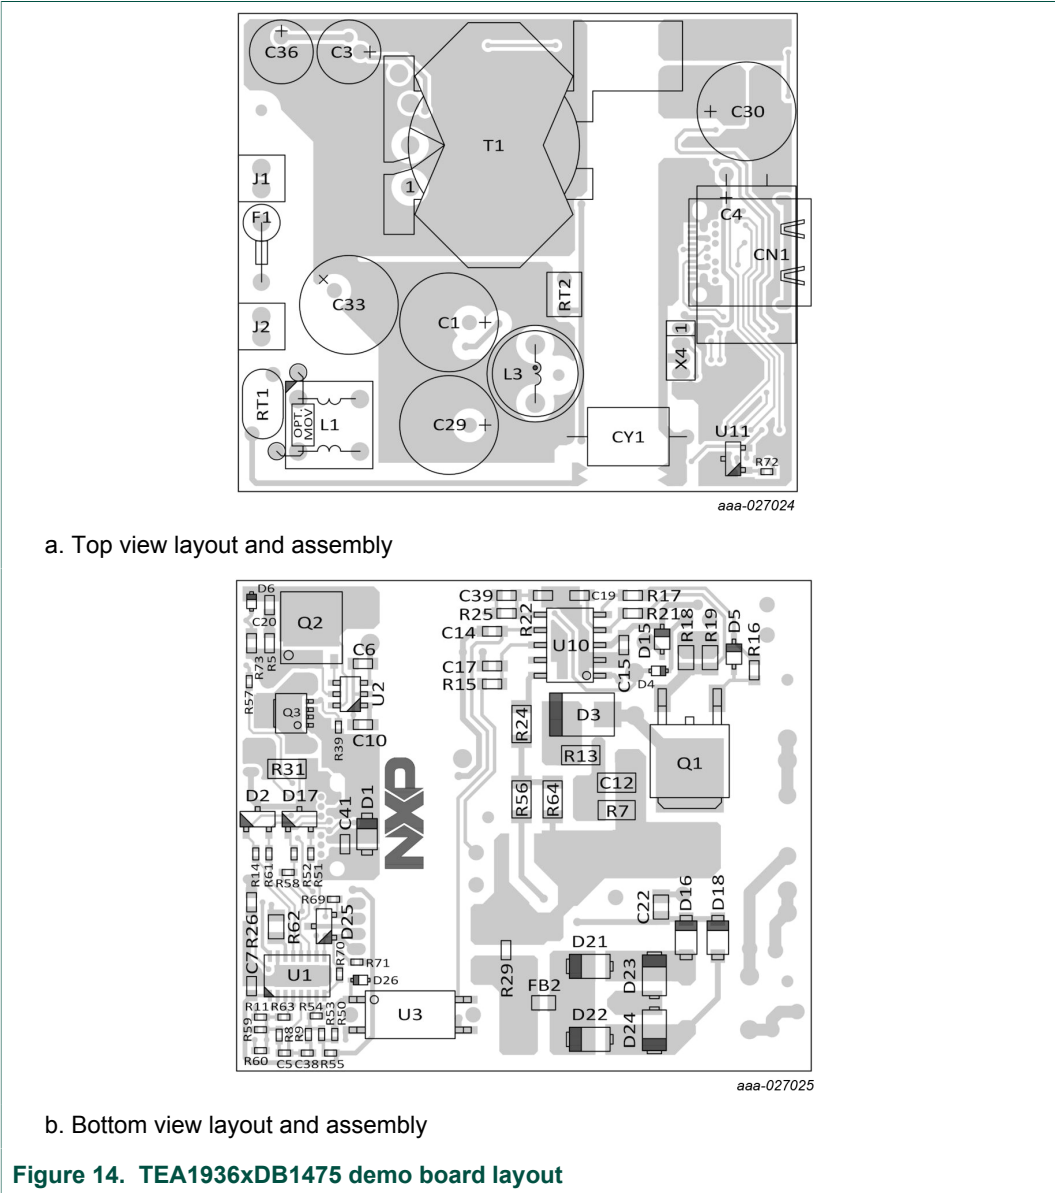 C36
C3
T1
C30
J1
1
F1
C4
CN1
C33
C1
RT2
J2
1
X4
L3
RT1
OPT.
MOV
L1
C29
CY1
U11
R72
aaa-027024
a. Top view layout and assembly
D6
C20
Q2
C39
C19
R17
R25
R22
R21
C14
U10
D15
R18
R19
D5
R16
R73
R5
C6
C17
C15
R15
D4
R57
U2
Q3
R39
C10
R24
D3
R13
Q1
R31
C12
D2
D17
C41
D1
NXP
R56
R64
R7
R14
R61
R58
R52
R51
R69
C22
D16
D18
R26
R62
D25
R70
C7
U1
R71
D26
R29
D21
D23
FB2
R11
R63
R54
R53
R50
U3
R59
R8
R9
D22
D24
R60
C5
C38
R55
aaa-027025
b. Bottom view layout and assembly
Figure 14. TEA1936xDB1475 demo board layout